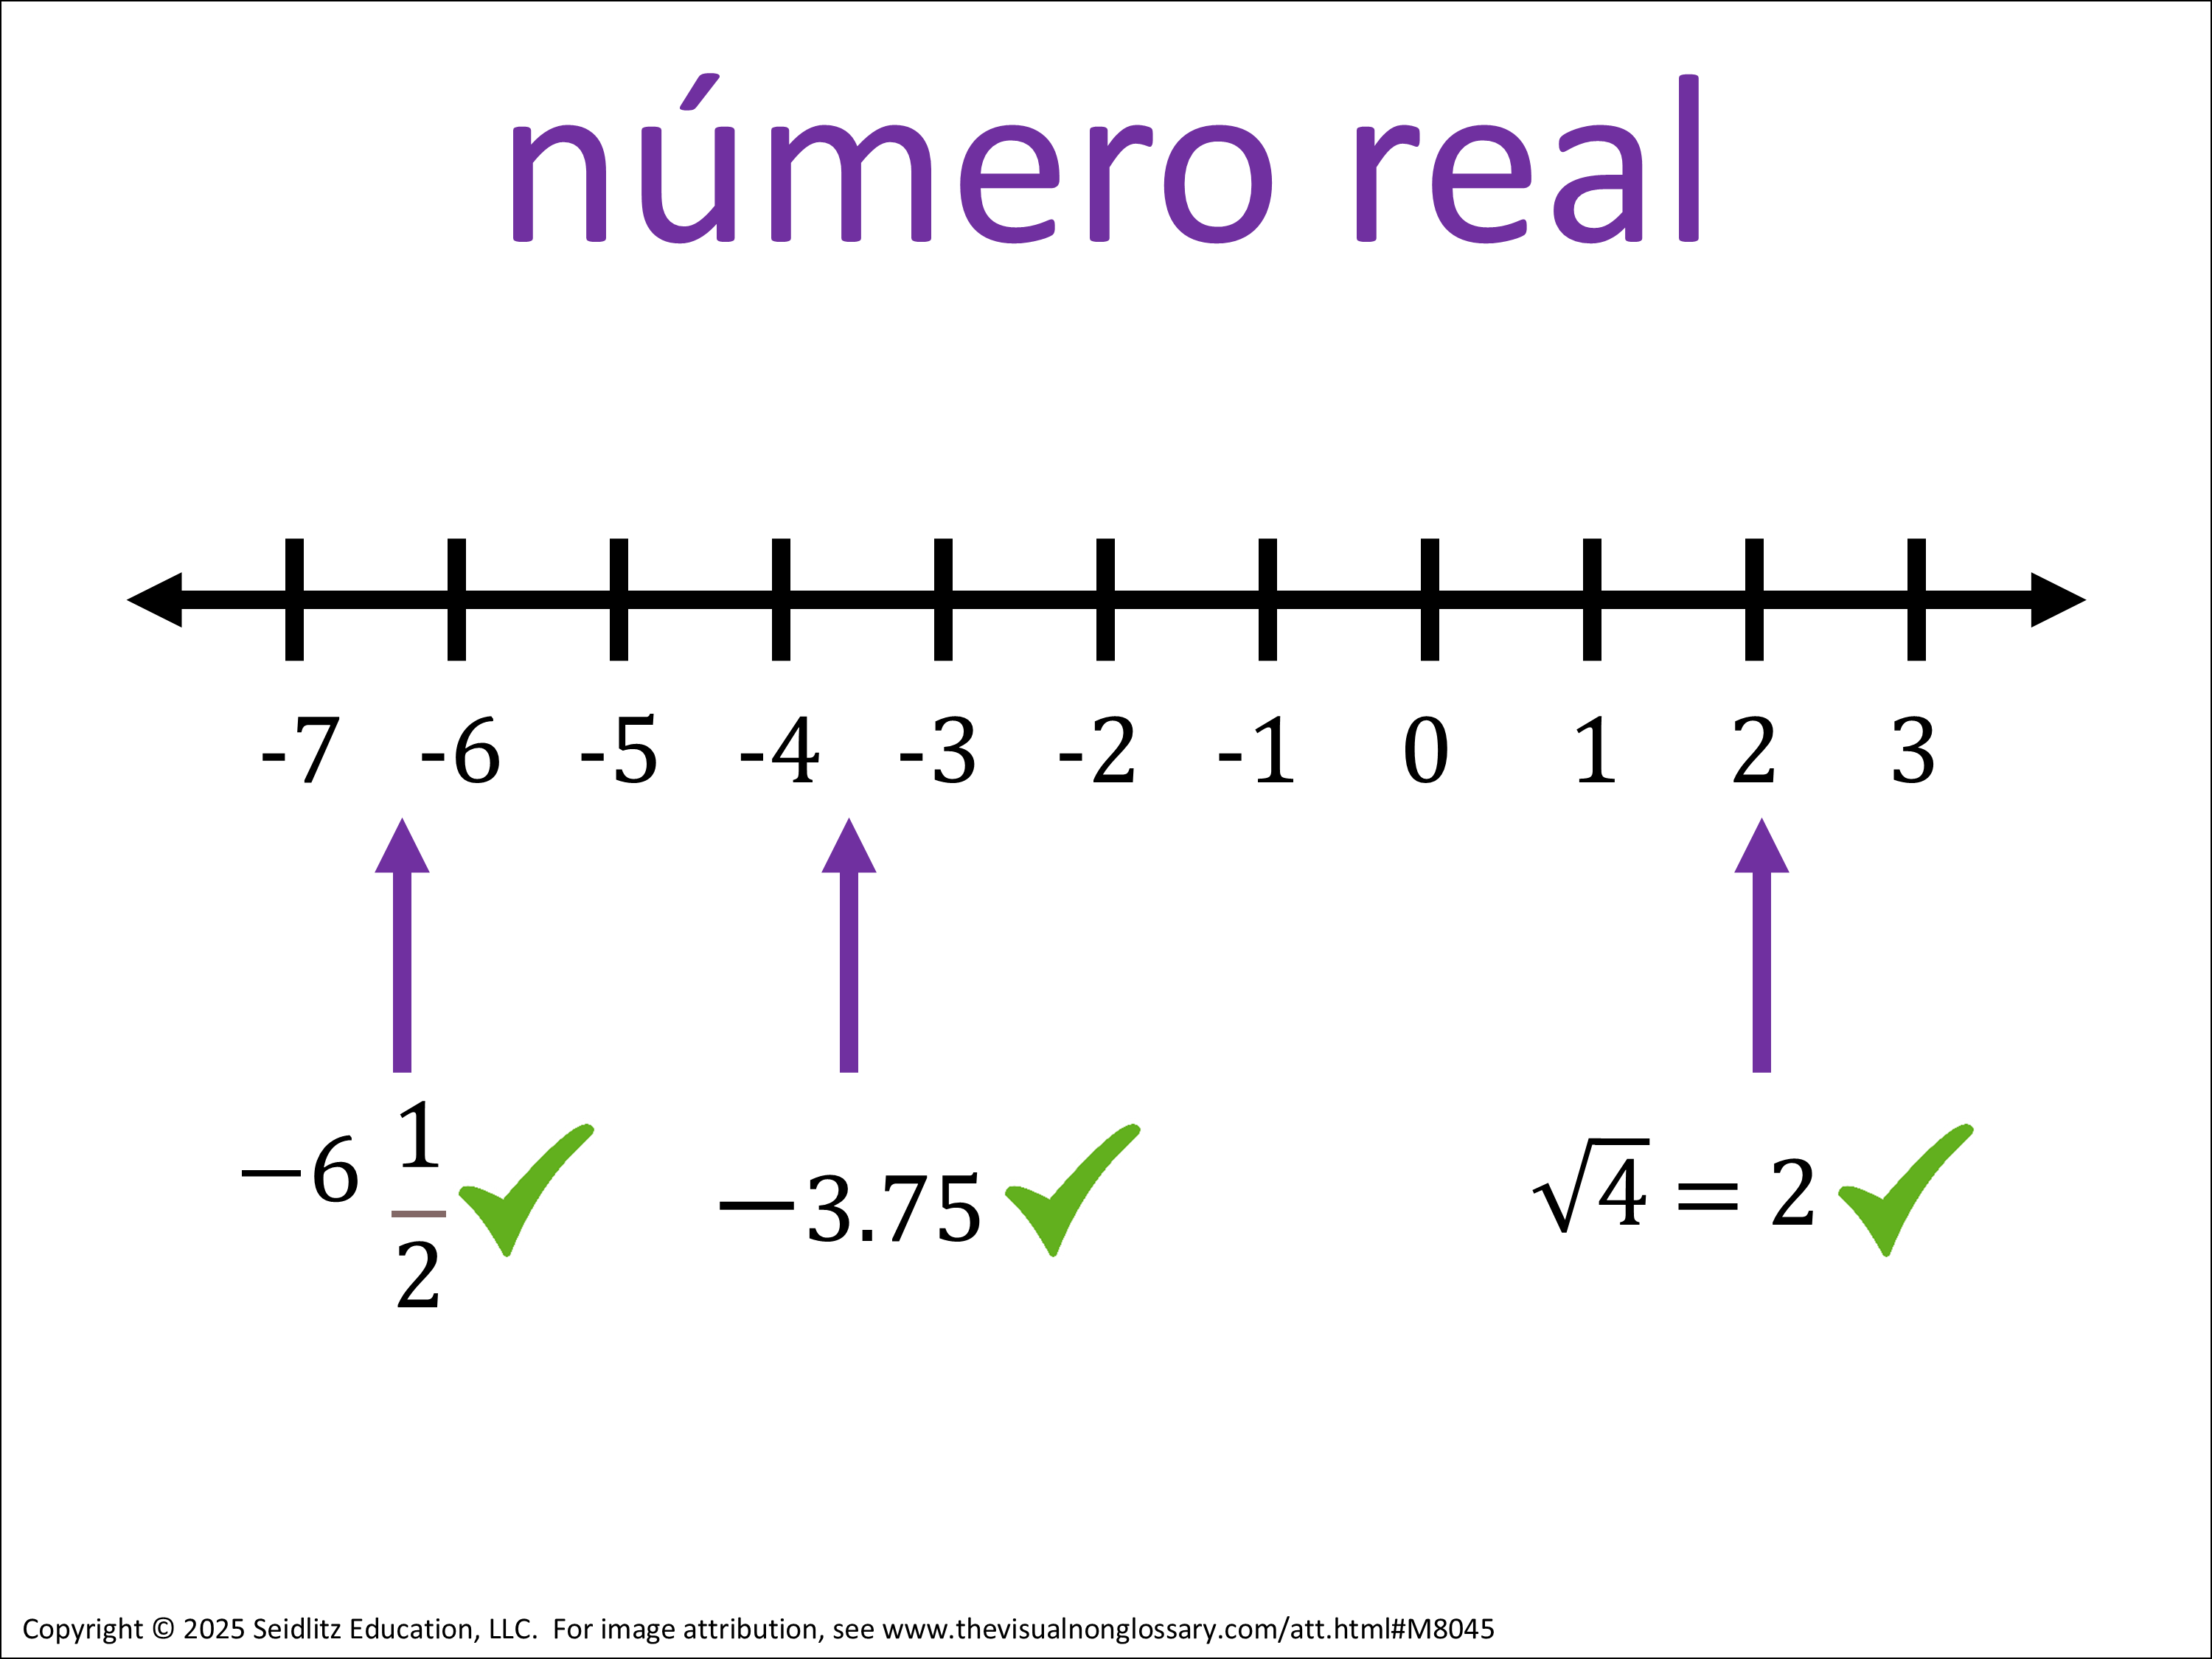 número real
-7 -6 -5 -4 -3 -2 -1 0 1 2 3
−6 1/2 −3.75 √4 = 2
Copyright © 2025 Seidlitz Education, LLC. For image attribution, see www.thevisualnonglossary.com/att.html#M8045